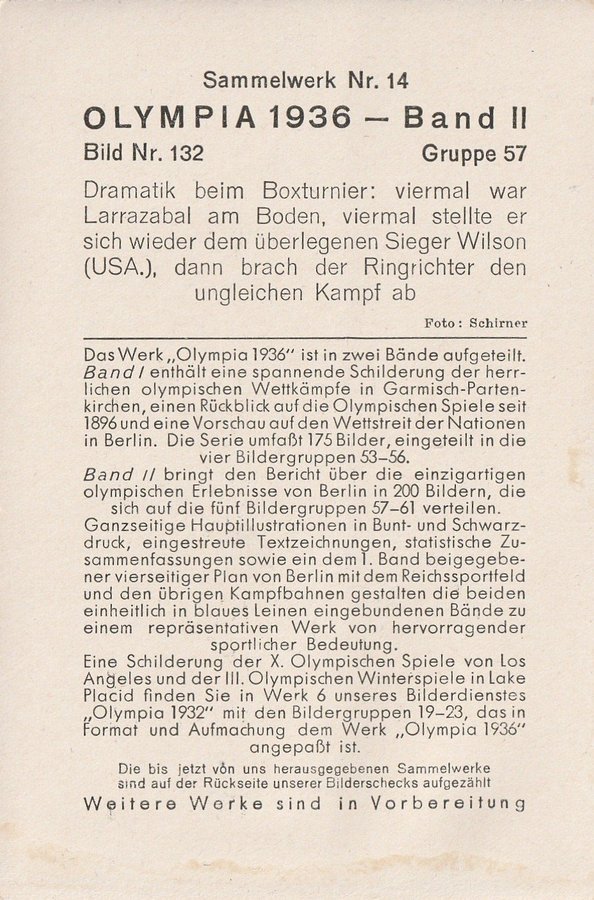 Sammelwerk Nr. 14
OLYMPIA 1936 — Band II
Bild Nr. 132 Gruppe 57
Dramatik beim Boxturnier: viermal war
Larrazabal am Boden, viermal stellte er
sich wieder dem überlegenen Sieger Wilson
(USA.), dann brach der Ringrichter den
ungleichen Kampf ab
Foto: Schirner
Das Werk „Olympia 1936“ ist in zwei Bände aufgeteilt.
Band I enthält eine spannende Schilderung der herr-
lichen olympischen Wettkämpfe in Garmisch-Parten-
kirchen, einen Rückblick auf die Olympischen Spiele seit
1896 und eine Vorschau auf den Wettstreit der Nationen
in Berlin. Die Serie umfaßt 175 Bilder, eingeteilt in die
vier Bildergruppen 53–56.
Band II bringt den Bericht über die einzigartigen
olympischen Erlebnisse von Berlin in 200 Bildern, die
sich auf die fünf Bildergruppen 57–61 verteilen.
Ganzseitige Hauptillustrationen in Bunt- und Schwarz-
druck, eingestreute Textzeichnungen, statistische Zu-
sammenfassungen sowie ein dem 1. Band beigegebe-
ner vierseitiger Plan von Berlin mit dem Reichssportfeld
und den übrigen Kampfbahnen gestalten die beiden
einheitlich in blaues Leinen eingebundenen Bände zu
einem repräsentativen Werk von hervorragender
sportlicher Bedeutung.
Eine Schilderung der X. Olympischen Spiele von Los
Angeles und der III. Olympischen Winterspiele in Lake
Placid finden Sie in Werk 6 unseres Bilderdienstes
„Olympia 1932“ mit den Bildergruppen 19–23, das in
Format und Aufmachung dem Werk „Olympia 1936“
angepaßt ist.
Die bis jetzt von uns herausgegebenen Sammelwerke
sind auf der Rückseite unserer Bilderschecks aufgezählt
Weitere Werke sind in Vorbereitung